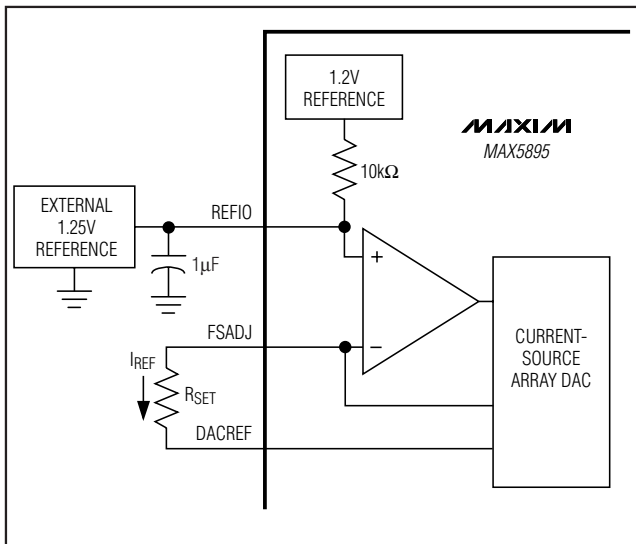 1.2V
REFERENCE
MAXIM
MAX5895
10kΩ
EXTERNAL
1.25V
REFERENCE
REFIO
1µF
+
FSADJ
−
CURRENT-
SOURCE
ARRAY DAC
IREF
RSET
DACREF